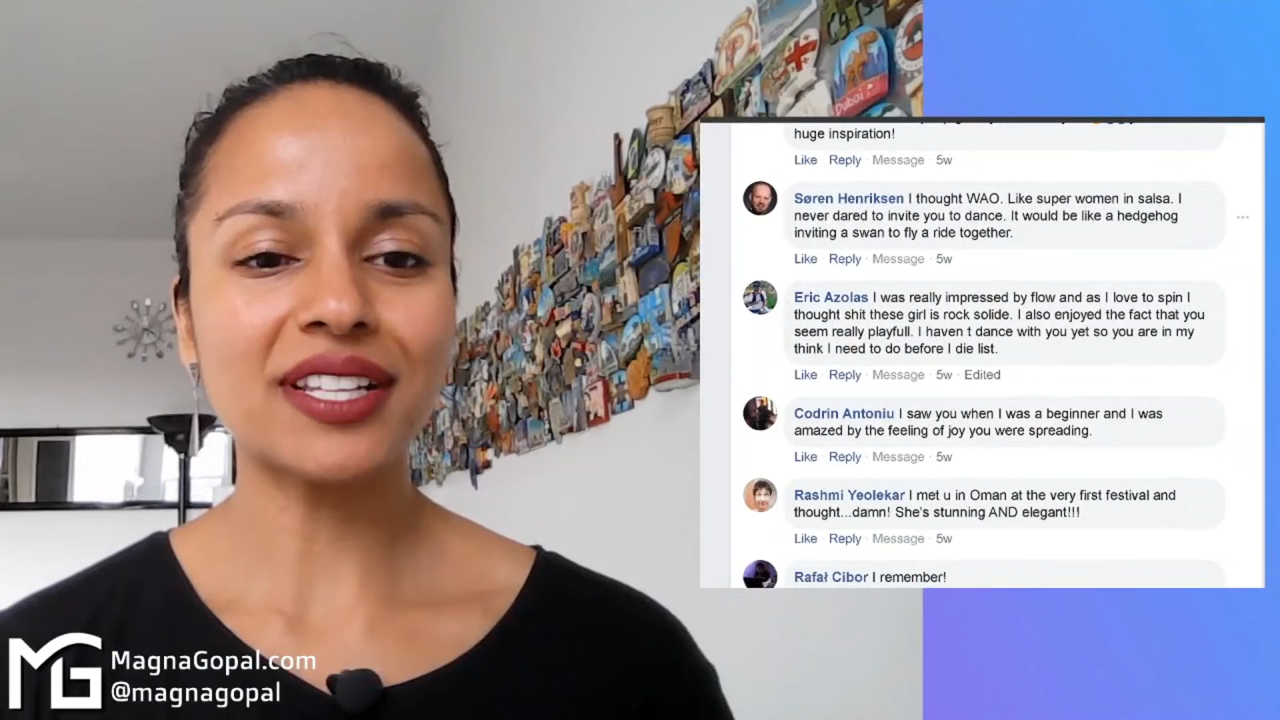 Dubai
huge inspiration!
Like Reply Message 5w
Søren Henriksen I thought WAO. Like super women in salsa. I
never dared to invite you to dance. It would be like a hedgehog
inviting a swan to fly a ride together.
Like Reply · Message · 5w
Eric Azolas I was really impressed by flow and as I love to spin I
thought shit these girl is rock solide. I also enjoyed the fact that you
seem really playfull. I haven t dance with you yet so you are in my
think I need to do before I die list.
Like Reply · Message · 5w · Edited
Codrin Antoniu I saw you when I was a beginner and I was
amazed by the feeling of joy you were spreading.
Like Reply · Message · 5w
Rashmi Yeolekar I met u in Oman at the very first festival and
thought...damn! She's stunning AND elegant!!!
Like Reply · Message · 5w
Rafał Cibor I remember!
MG
MagnaGopal.com
@magnagopal